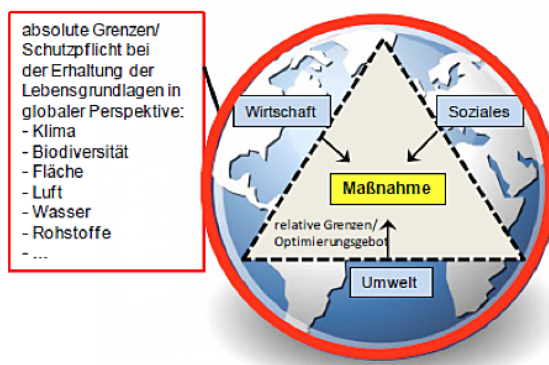 absolute Grenzen/
Schutzpflicht bei
der Erhaltung der
Lebensgrundlagen in
globaler Perspektive:
- Klima
- Biodiversität
- Fläche
- Luft
- Wasser
- Rohstoffe
- ...
Wirtschaft
Soziales
Maßnahme
relative Grenzen/
Optimierungsgebot
Umwelt